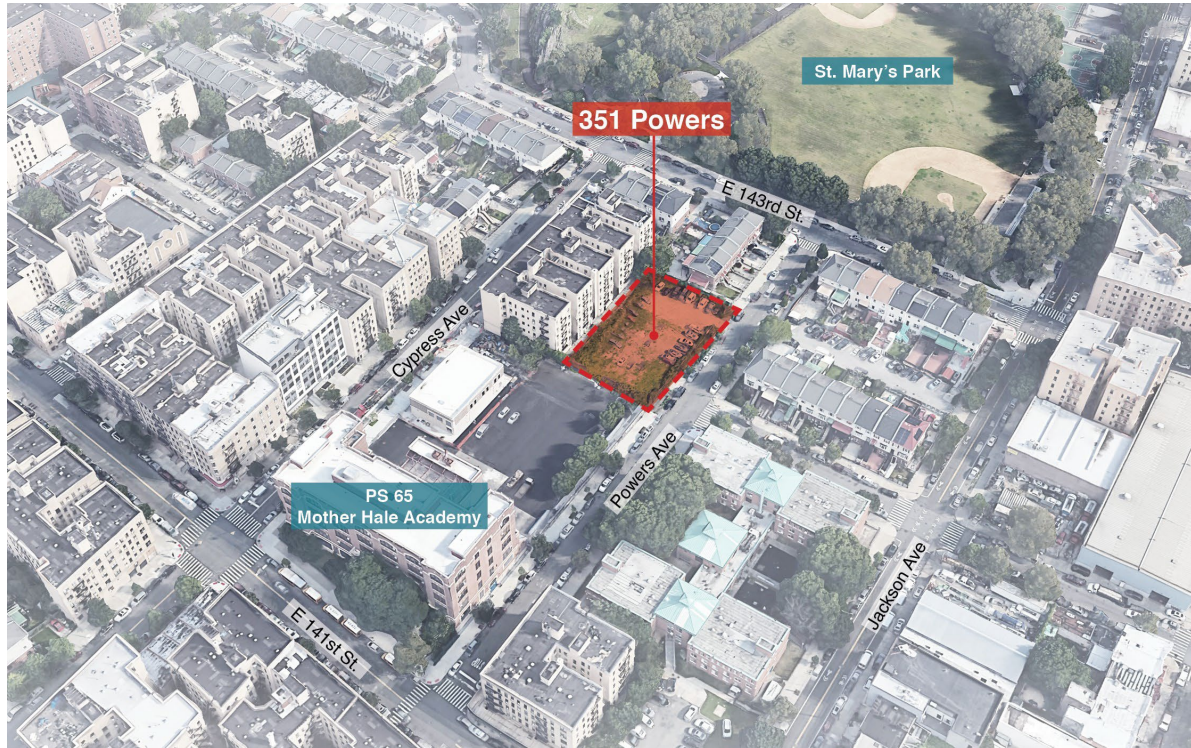 St. Mary's Park
351 Powers
E 143rd St.
Cypress Ave
Powers Ave
PS 65
Mother Hale Academy
Jackson Ave
E 141st St.